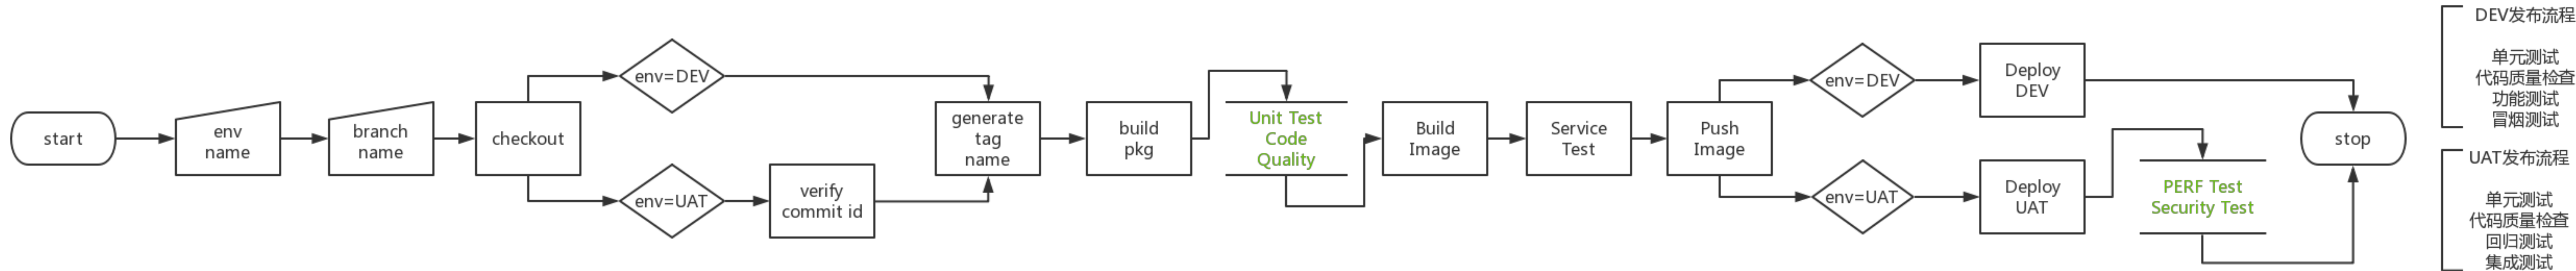 start
env
name
branch
name
checkout
env=DEV
env=UAT
verify
commit id
generate
tag
name
build
pkg
Unit Test
Code
Quality
Build
Image
Service
Test
Push
Image
env=DEV
Deploy
DEV
env=UAT
Deploy
UAT
PERF Test
Security Test
stop
DEV发布流程
单元测试
代码质量检查
功能测试
冒烟测试
UAT发布流程
单元测试
代码质量检查
回归测试
集成测试